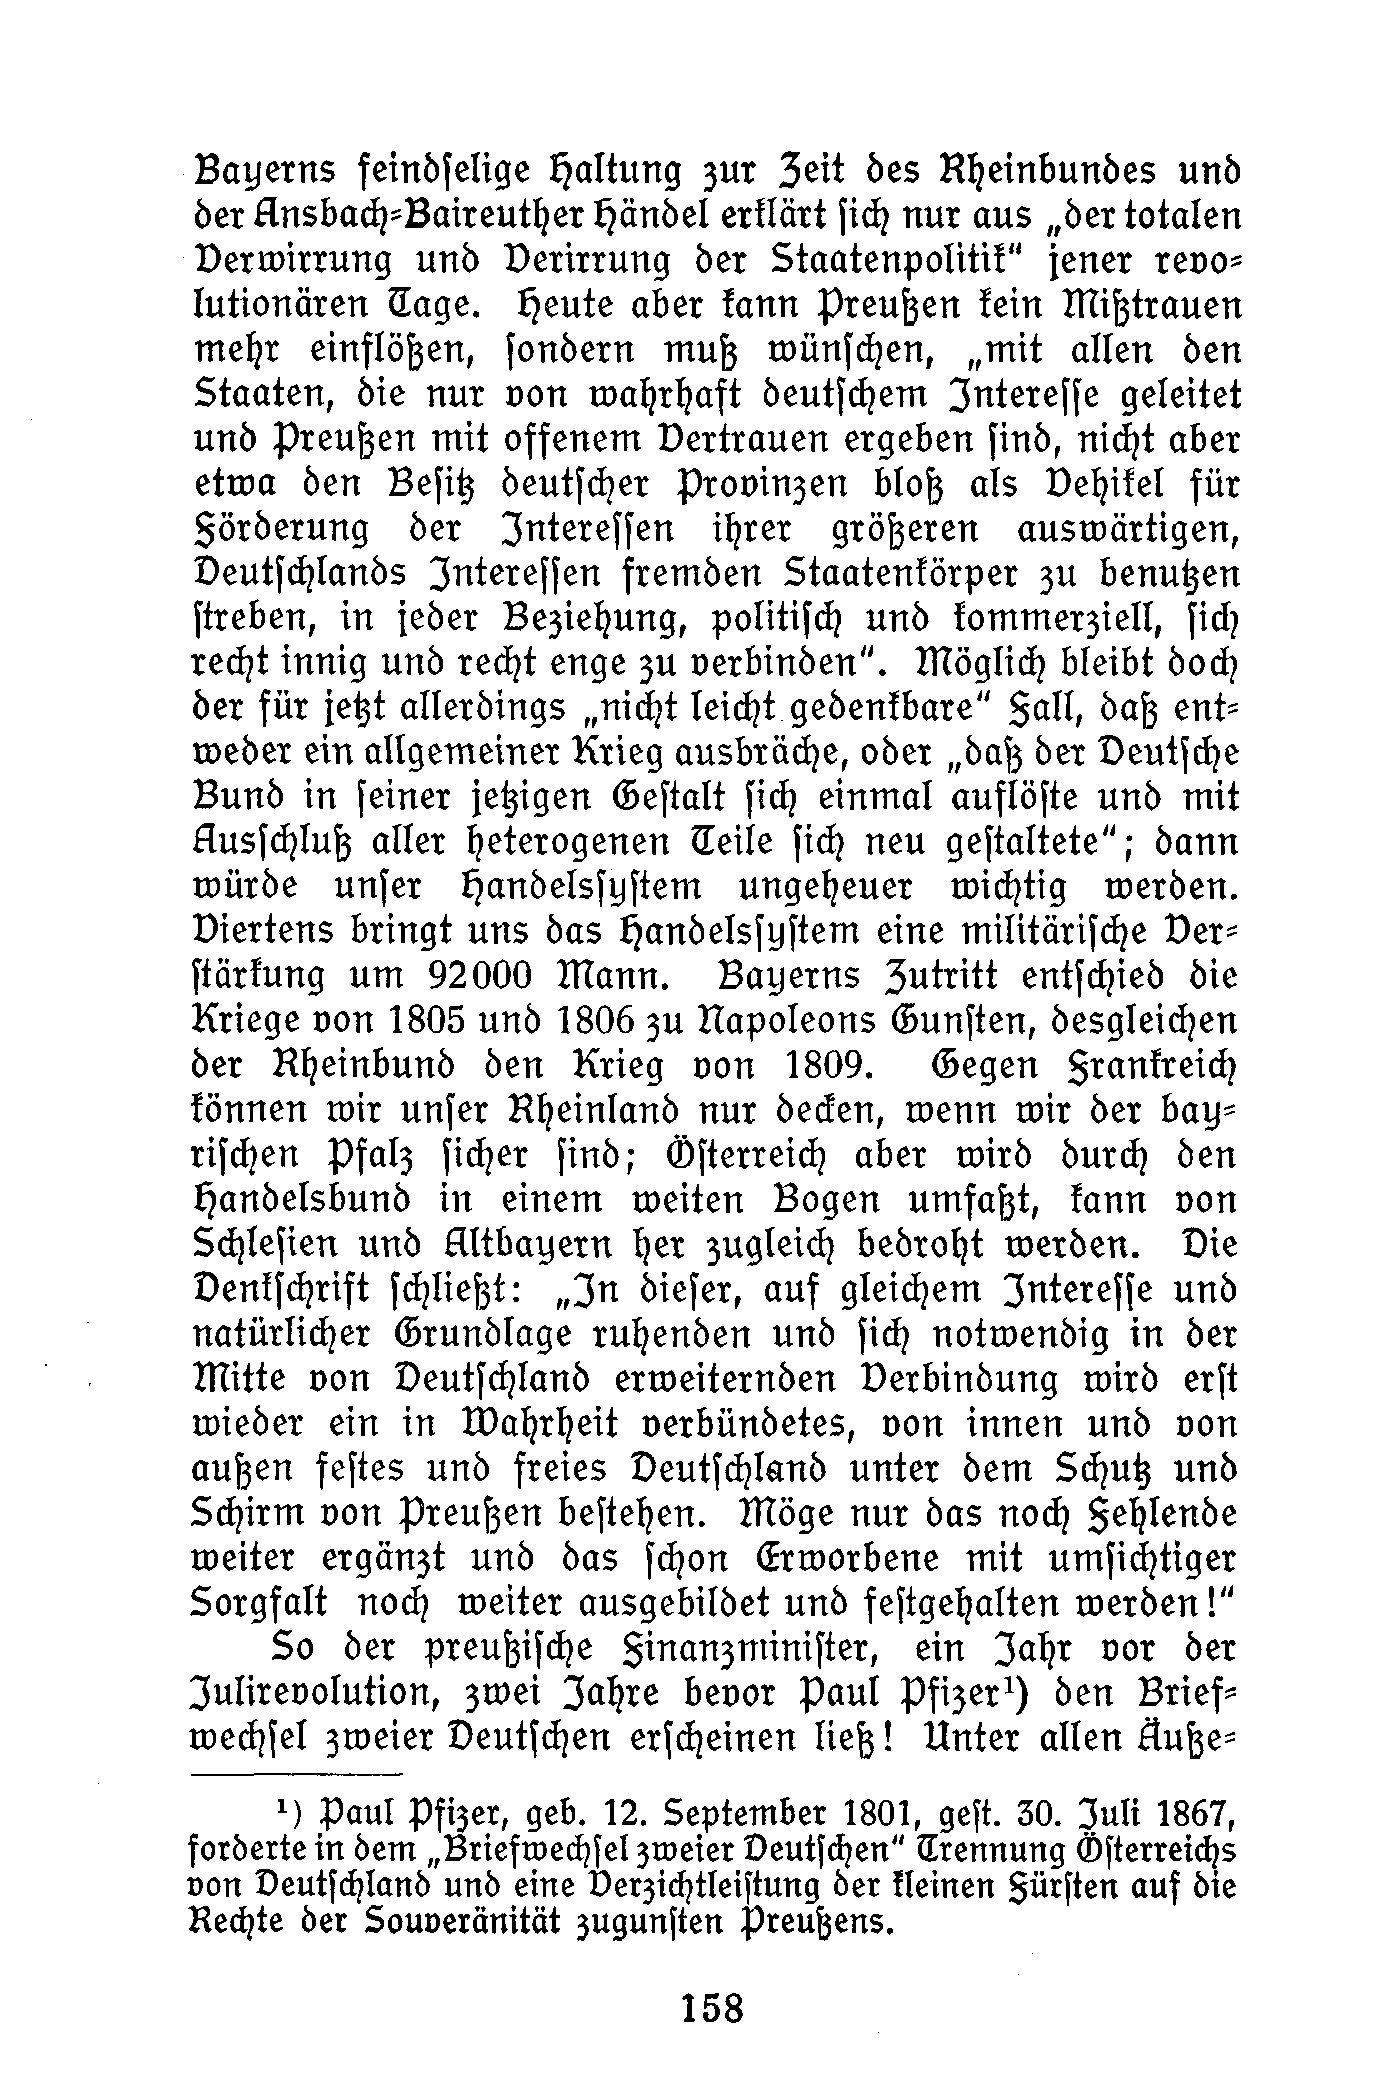 Bayerns feindſelige Haltung zur Zeit des Rheinbundes und
der Ansbach⸗Baireuther Händel erklärt ſich nur aus „der totalen
Verwirrung und Verirrung der Staatenpolitik“ jener revo⸗
lutionären Tage. Heute aber kann Preußen kein Mißtrauen
mehr einflößen, ſondern muß wünſchen, „mit allen den
Staaten, die nur von wahrhaft deutſchem Intereſſe geleitet
und Preußen mit offenem Vertrauen ergeben ſind, nicht aber
etwa den Beſitz deutſcher Provinzen bloß als Vehikel für
Förderung der Intereſſen ihrer größeren auswärtigen,
Deutſchlands Intereſſen fremden Staatenkörper zu benutzen
ſtreben, in jeder Beziehung, politiſch und kommerziell, ſich
recht innig und recht enge zu verbinden“. Möglich bleibt doch
der für jetzt allerdings „nicht leicht gedenkbare“ Fall, daß ent⸗
weder ein allgemeiner Krieg ausbräche, oder „daß der Deutſche
Bund in ſeiner jetzigen Geſtalt ſich einmal auflöſte und mit
Ausſchluß aller heterogenen Teile ſich neu geſtaltete“; dann
würde unſer Handelsſyſtem ungeheuer wichtig werden.
Viertens bringt uns das Handelsſyſtem eine militäriſche Ver⸗
ſtärkung um 92000 Mann. Bayerns Zutritt entſchied die
Kriege von 1805 und 1806 zu Napoleons Gunſten, desgleichen
der Rheinbund den Krieg von 1809. Gegen Frankreich
können wir unſer Rheinland nur decken, wenn wir der bay⸗
riſchen Pfalz ſicher ſind; Öſterreich aber wird durch den
Handelsbund in einem weiten Bogen umfaßt, kann von
Schleſien und Altbayern her zugleich bedroht werden. Die
Denkſchrift ſchließt: „In dieſer, auf gleichem Intereſſe und
natürlicher Grundlage ruhenden und ſich notwendig in der
Mitte von Deutſchland erweiternden Verbindung wird erſt
wieder ein in Wahrheit verbündetes, von innen und von
außen feſtes und freies Deutſchland unter dem Schutz und
Schirm von Preußen beſtehen. Möge nur das noch Fehlende
weiter ergänzt und das ſchon Erworbene mit umſichtiger
Sorgfalt noch weiter ausgebildet und feſtgehalten werden!“
So der preußiſche Finanzminiſter, ein Jahr vor der
Julirevolution, zwei Jahre bevor Paul Pfizer¹) den Brief⸗
wechſel zweier Deutſchen erſcheinen ließ! Unter allen Äuße⸗
¹) Paul Pfizer, geb. 12. September 1801, geſt. 30. Juli 1867,
forderte in dem „Briefwechſel zweier Deutſchen“ Trennung Öſterreichs
von Deutſchland und eine Verzichtleiſtung der kleinen Fürſten auf die
Rechte der Souveränität zugunſten Preußens.
158